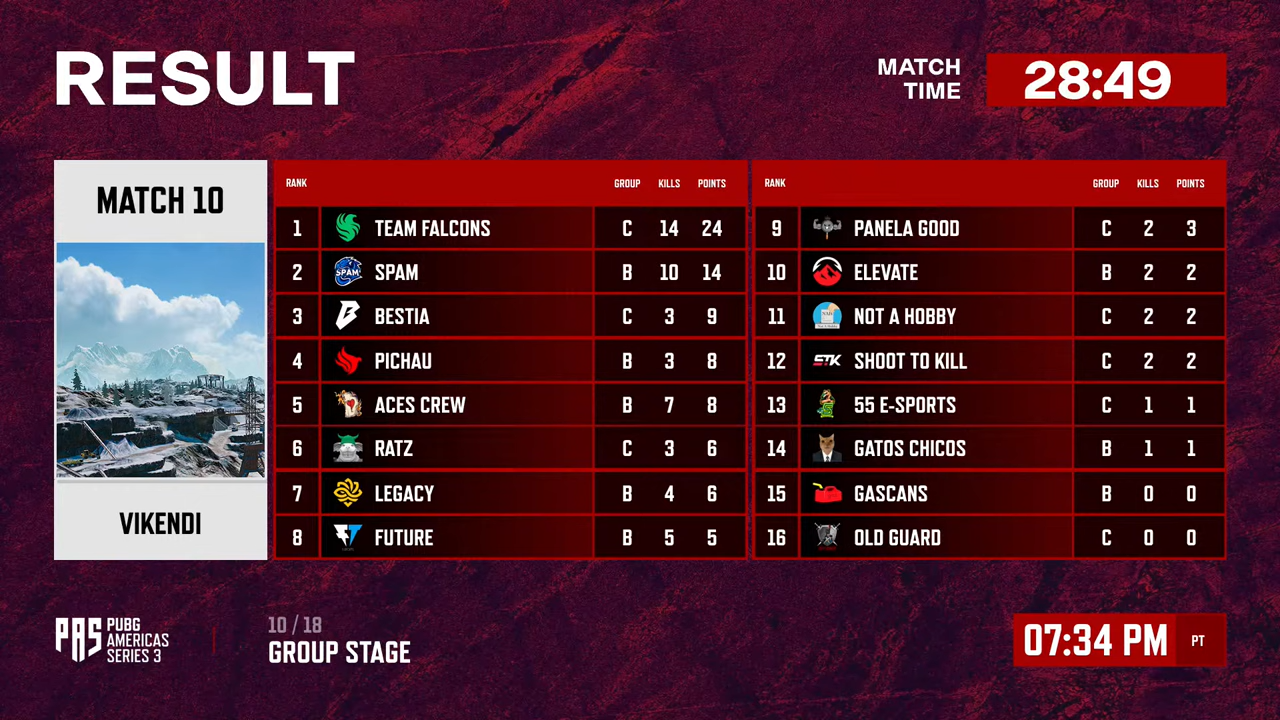 RESULT
MATCH
TIME
28:49
MATCH 10
VIKENDI
RANK GROUP KILLS POINTS
1 TEAM FALCONS C 14 24
2 SPAM SPAM B 10 14
3 BESTIA C 3 9
4 PICHAU B 3 8
5 ACES CREW B 7 8
6 RATZ C 3 6
7 LEGACY B 4 6
8 FUTURE B 5 5
RANK GROUP KILLS POINTS
9 PANELA GOOD C 2 3
10 ELEVATE B 2 2
11 NOT A HOBBY C 2 2
12 STK SHOOT TO KILL C 2 2
13 55 E-SPORTS C 1 1
14 GATOS CHICOS B 1 1
15 GASCANS B 0 0
16 OLD GUARD C 0 0
PAS PUBG
AMERICAS
SERIES 3
10 / 18
GROUP STAGE
07:34 PM PT